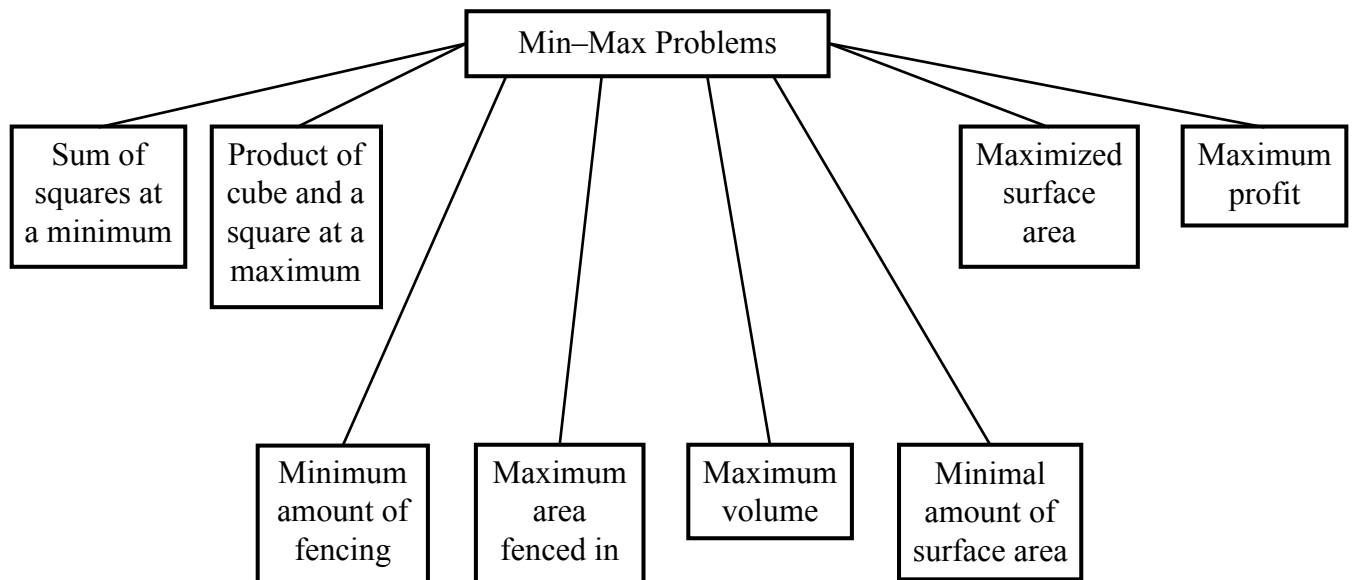 Min–Max Problems
Sum of
squares at
a minimum
Product of
cube and a
square at a
maximum
Maximized
surface
area
Maximum
profit
Minimum
amount of
fencing
Maximum
area
fenced in
Maximum
volume
Minimal
amount of
surface area